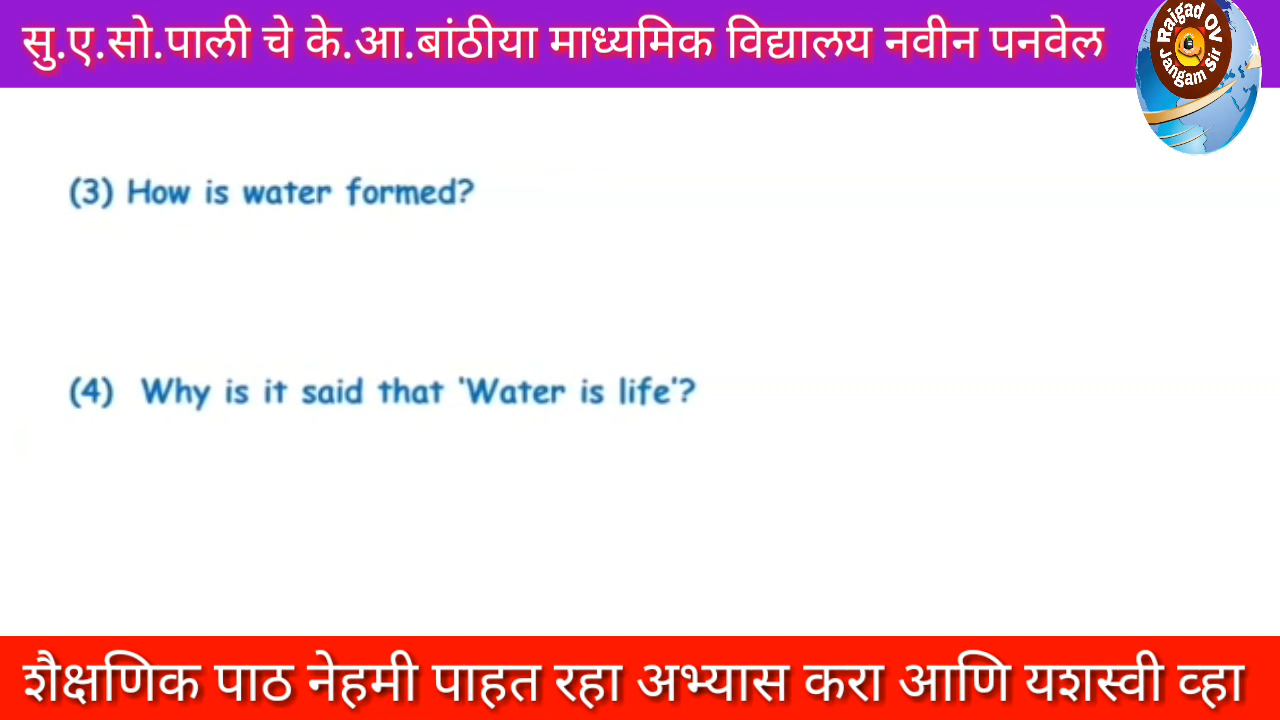 सु.ए.सो.पाली चे के.आ.बांठीया माध्यमिक विद्यालय नवीन पनवेल
Raigad OV
Jangam Sir
(3) How is water formed?
(4) Why is it said that 'Water is life'?
शैक्षणिक पाठ नेहमी पाहत रहा अभ्यास करा आणि यशस्वी व्हा